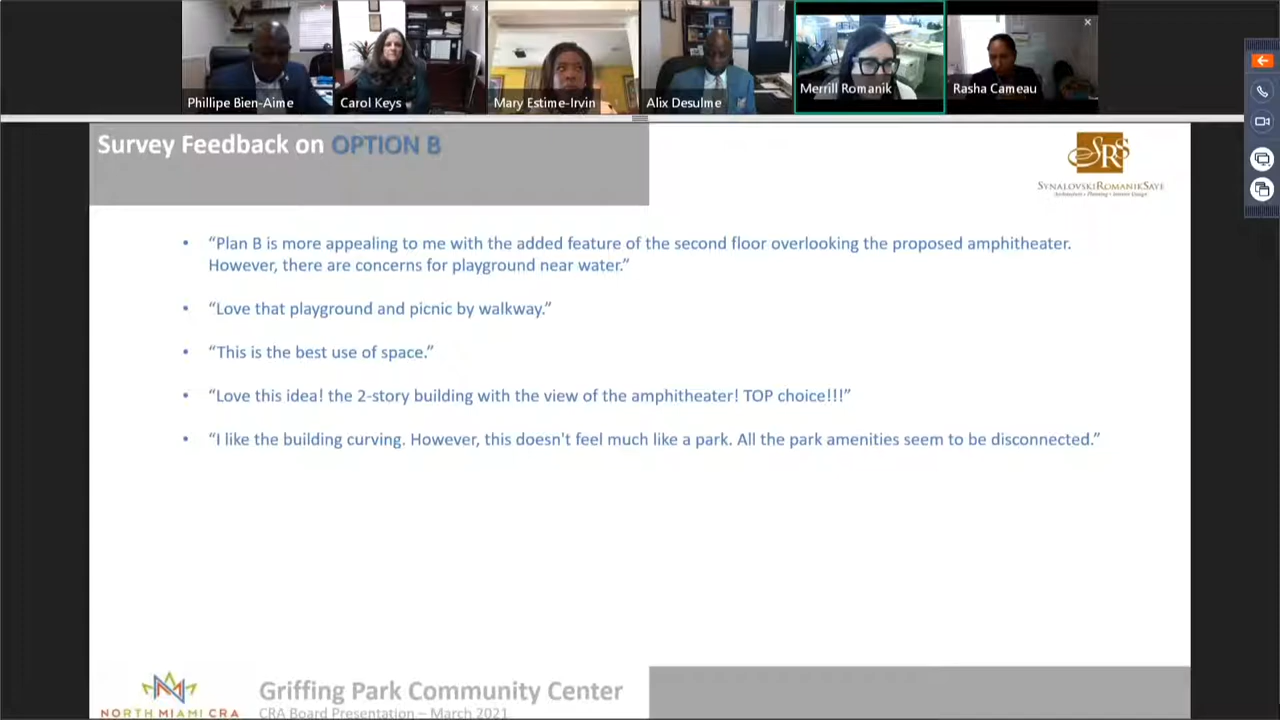 Phillipe Bien-Aime
Carol Keys
Mary Estime-Irvin
Alix Desulme
Merrill Romanik
Rasha Cameau
Survey Feedback on OPTION B
SRS
SYNALOVSKIROMANIKSAYE
Architecture • Planning • Interior Design
• “Plan B is more appealing to me with the added feature of the second floor overlooking the proposed amphitheater.
However, there are concerns for playground near water.”
• “Love that playground and picnic by walkway.”
• “This is the best use of space.”
• “Love this idea! the 2-story building with the view of the amphitheater! TOP choice!!!”
• “I like the building curving. However, this doesn't feel much like a park. All the park amenities seem to be disconnected.”
NORTH MIAMI CRA
Griffing Park Community Center
CRA Board Presentation – March 2021